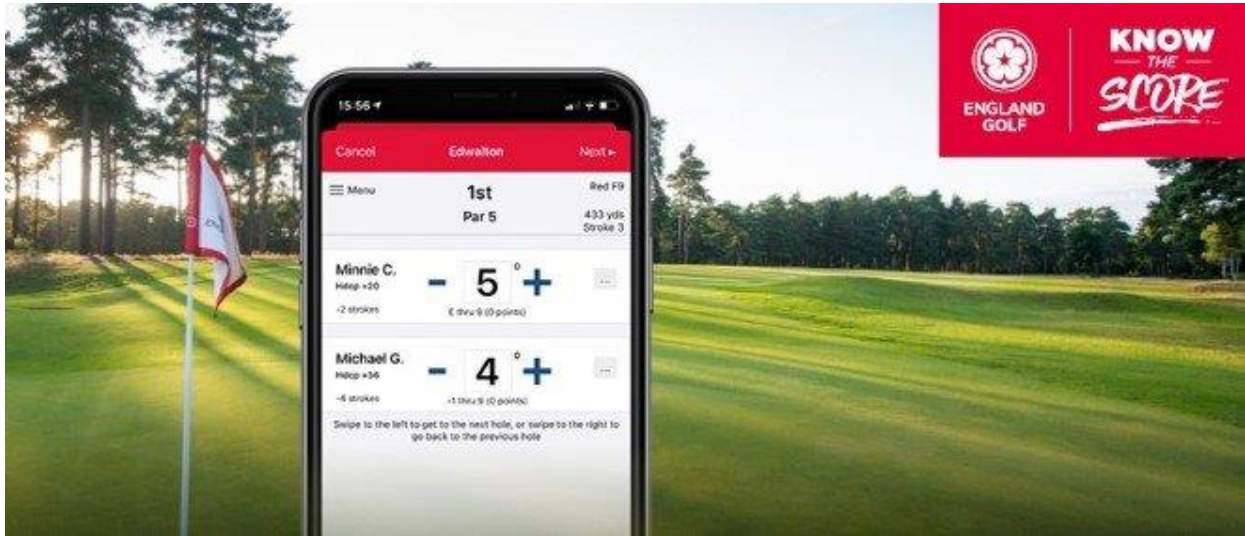 15:56
Cancel Edwalton Next
Menu 1st Red F9
Par 5 433 yds
Stroke 3
Minnie C.
Hdcp +20
5 0
-2 strokes E thru 9 (0 points)
Michael G.
Hdcp +36
4 0
-4 strokes -1 thru 9 (0 points)
Swipe to the left to get to the next hole, or swipe to the right to
go back to the previous hole
ENGLAND
GOLF
KNOW
THE
SCORE